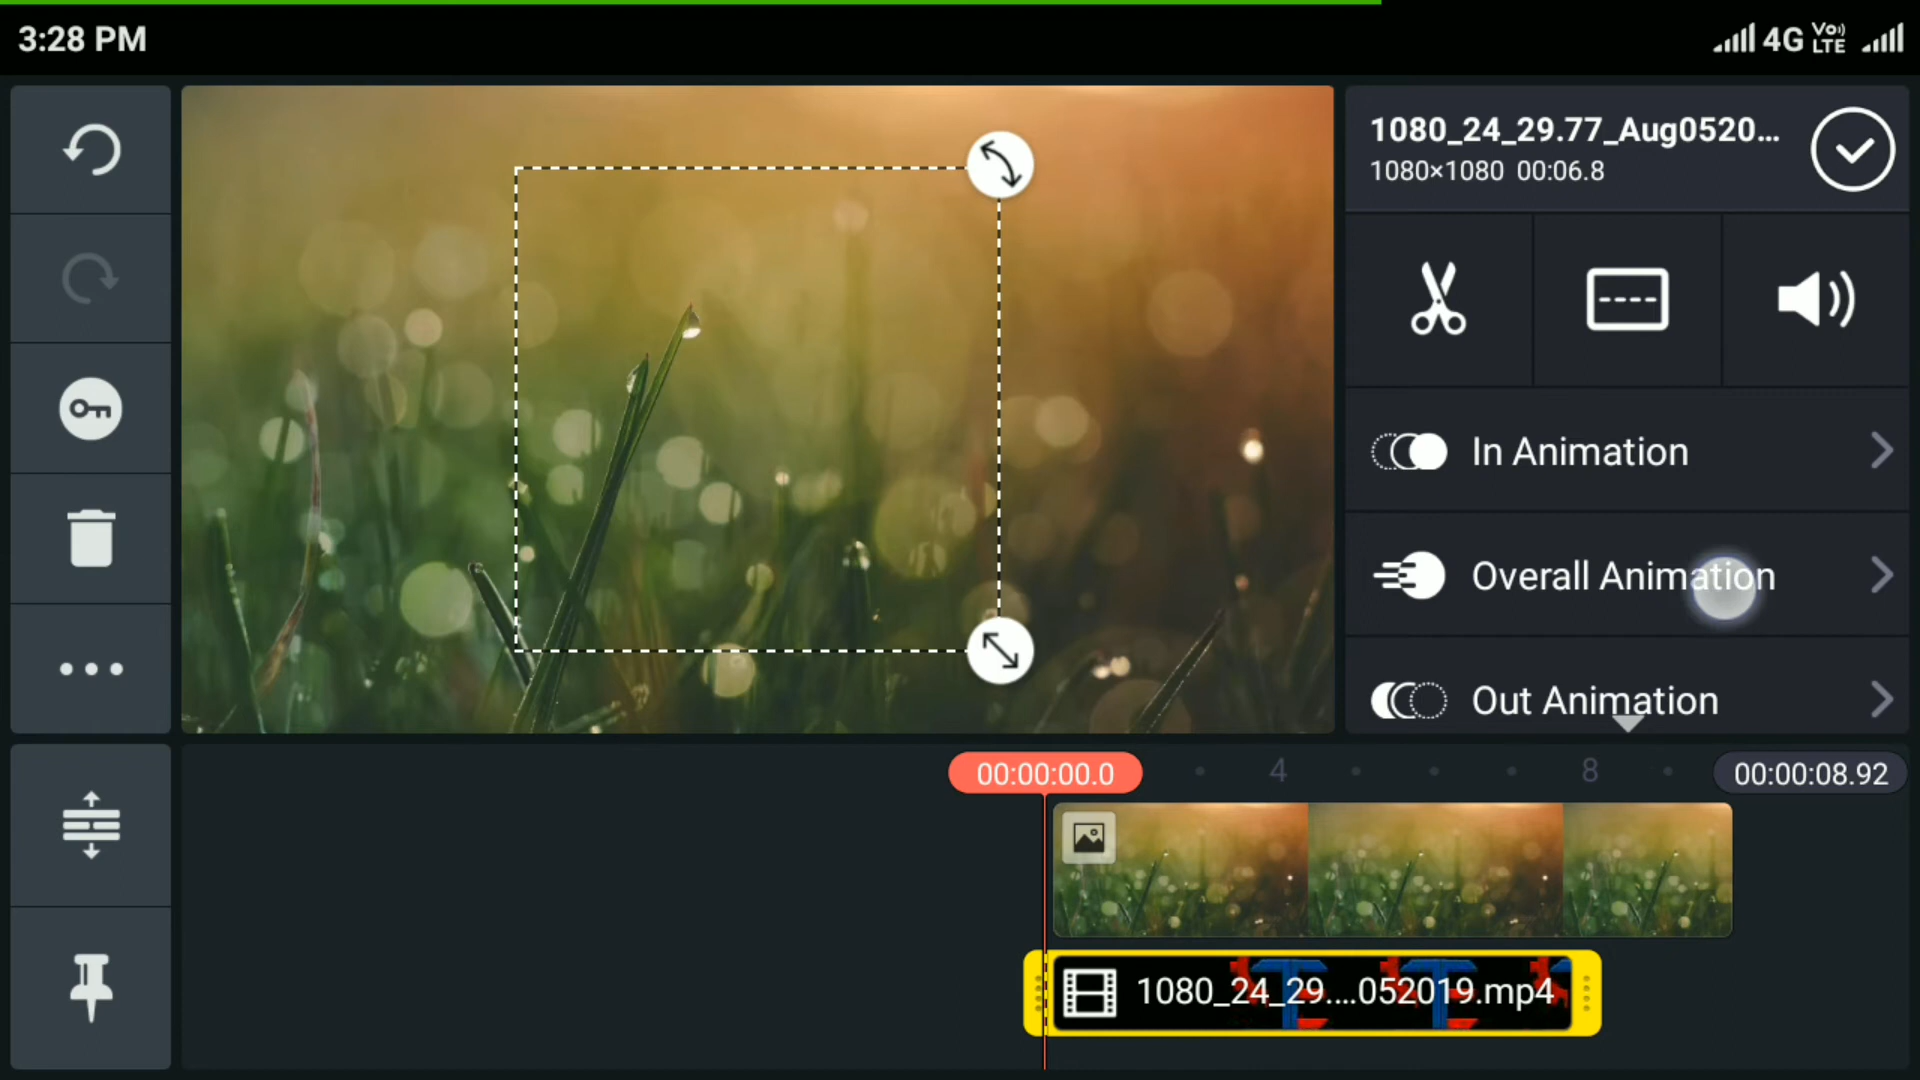 3:28 PM
4G VoLTE
1080_24_29.77_Aug0520...
1080×1080 00:06.8
In Animation
Overall Animation
Out Animation
00:00:00.0
4
8
00:00:08.92
1080_24_29....052019.mp4